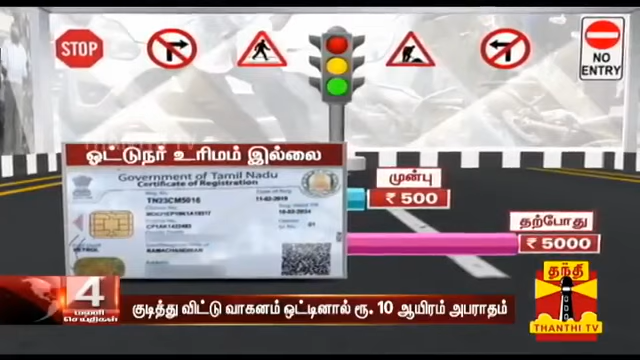 STOP
NO
ENTRY
ஓட்டுநர் உரிமம் இல்லை
Government of Tamil Nadu
Certificate of Registration
TN23CM5016
முன்பு
₹ 500
தற்போது
₹ 5000
4
மணி
செய்திகள்
குடித்து விட்டு வாகனம் ஓட்டினால் ரூ. 10 ஆயிரம் அபராதம்
தந்தி
THANTHI TV